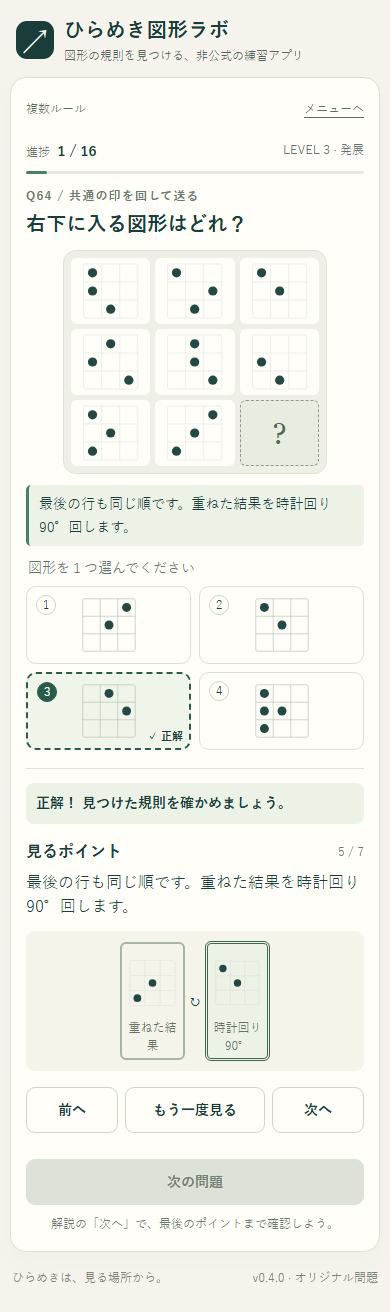 ひらめき図形ラボ
図形の規則を見つける、非公式の練習アプリ
複数ルール
メニューへ
進捗 1 / 16
LEVEL 3 · 発展
Q64 / 共通の印を回して送る
右下に入る図形はどれ？
?
最後の行も同じ順です。重ねた結果を時計回り
90°回します。
図形を1つ選んでください
1
2
3
✓ 正解
4
正解！ 見つけた規則を確かめましょう。
見るポイント
5 / 7
最後の行も同じ順です。重ねた結果を時計回り
90°回します。
重ねた結
果
↻
時計回り
90°
前へ
もう一度見る
次へ
次の問題
解説の「次へ」で、最後のポイントまで確認しよう。
ひらめきは、見る場所から。
v0.4.0 · オリジナル問題